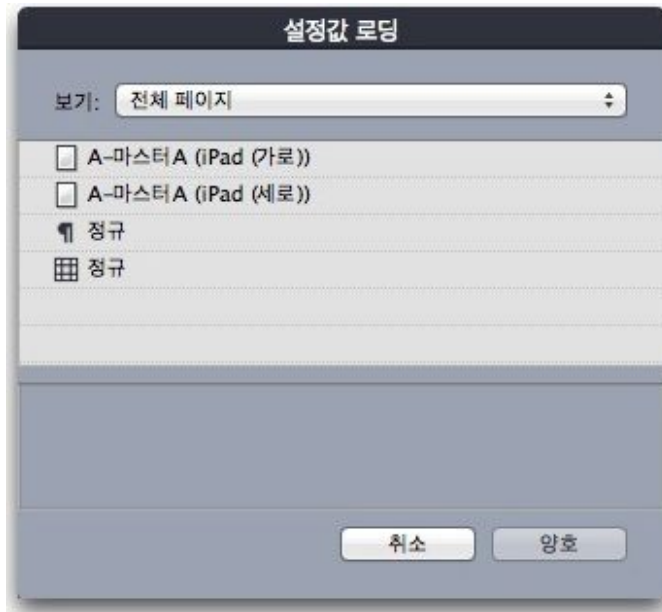 설정값 로딩
보기: 전체 페이지
A-마스터A (iPad (가로))
A-마스터A (iPad (세로))
정규
정규
취소 양호